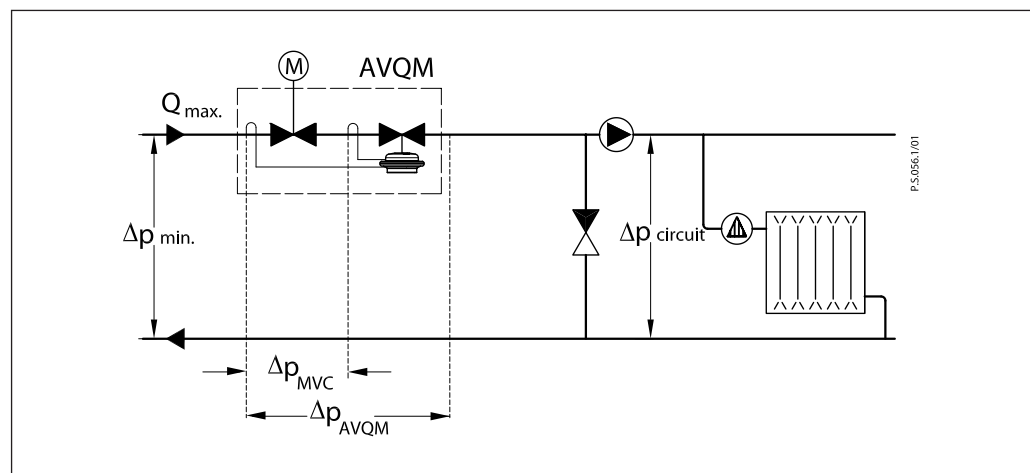 M
AVQM
Q max.
Δp min.
Δp circuit
Δp MVC
Δp AVQM
P.S.056.1/01